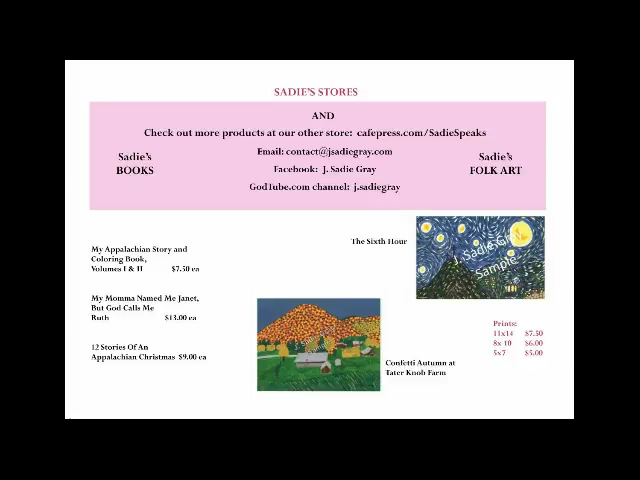 SADIE'S STORES
AND
Check out more products at our other store: cafepress.com/SadieSpeaks
Email: contact@jsadiegray.com
Facebook: J. Sadie Gray
GodTube.com channel: j.sadiegray
Sadie's
BOOKS
Sadie's
FOLK ART
My Appalachian Story and
Coloring Book,
Volumes I & II $7.50 ea
My Momma Named Me Janet,
But God Calls Me
Ruth $13.00 ea
12 Stories Of An
Appalachian Christmas $9.00 ea
The Sixth Hour
J. Sadie Gray
Sample
Confetti Autumn at
Tater Knob Farm
Prints:
11x14 $7.50
8x 10 $6.00
5x7 $5.00